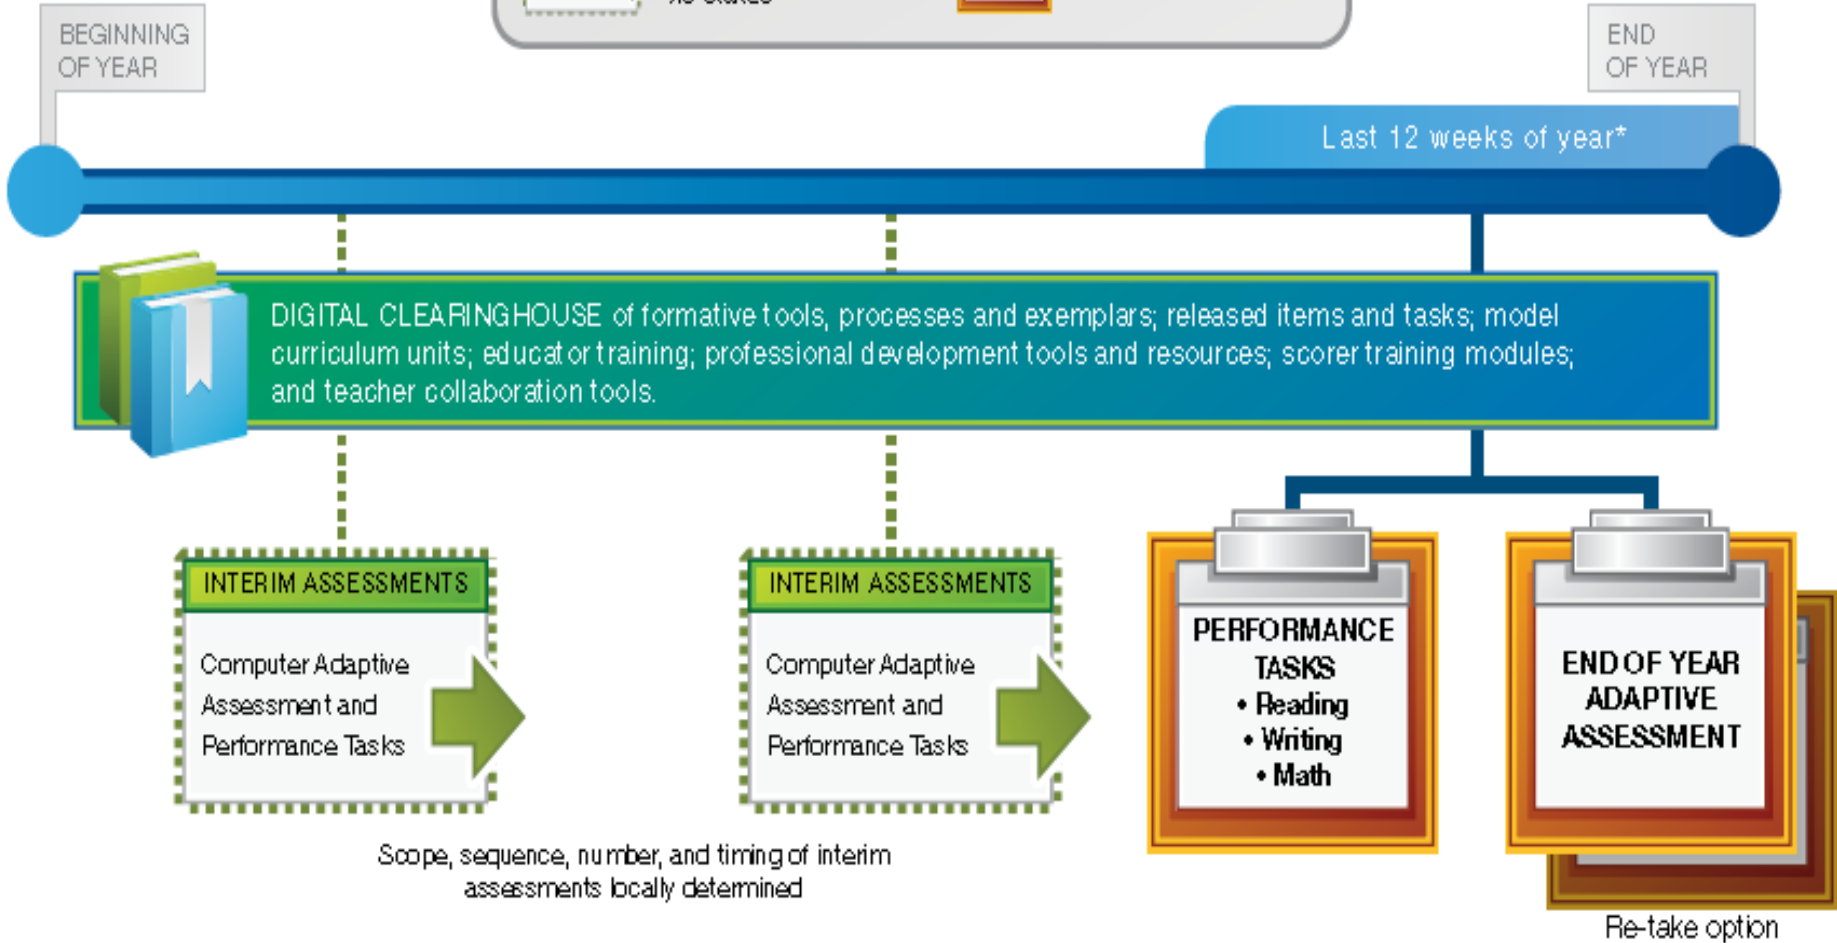 BEGINNING
OF YEAR
END
OF YEAR
Last 12 weeks of year*
DIGITAL CLEARINGHOUSE of formative tools, processes and exemplars; released items and tasks; model
curriculum units; educator training; professional development tools and resources; scorer training modules;
and teacher collaboration tools.
INTERIM ASSESSMENTS
Computer Adaptive
Assessment and
Performance Tasks
INTERIM ASSESSMENTS
Computer Adaptive
Assessment and
Performance Tasks
PERFORMANCE
TASKS
• Reading
• Writing
• Math
END OF YEAR
ADAPTIVE
ASSESSMENT
Scope, sequence, number, and timing of interim
assessments locally determined
Re-take option